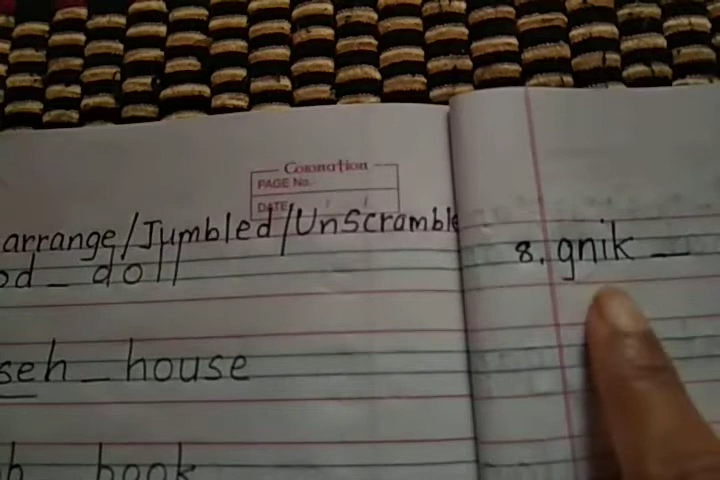 Coronation
PAGE No.
DATE / /
arrange/Jumbled/UnScramble
od _ doll
seh _ house
book
8. gnik _